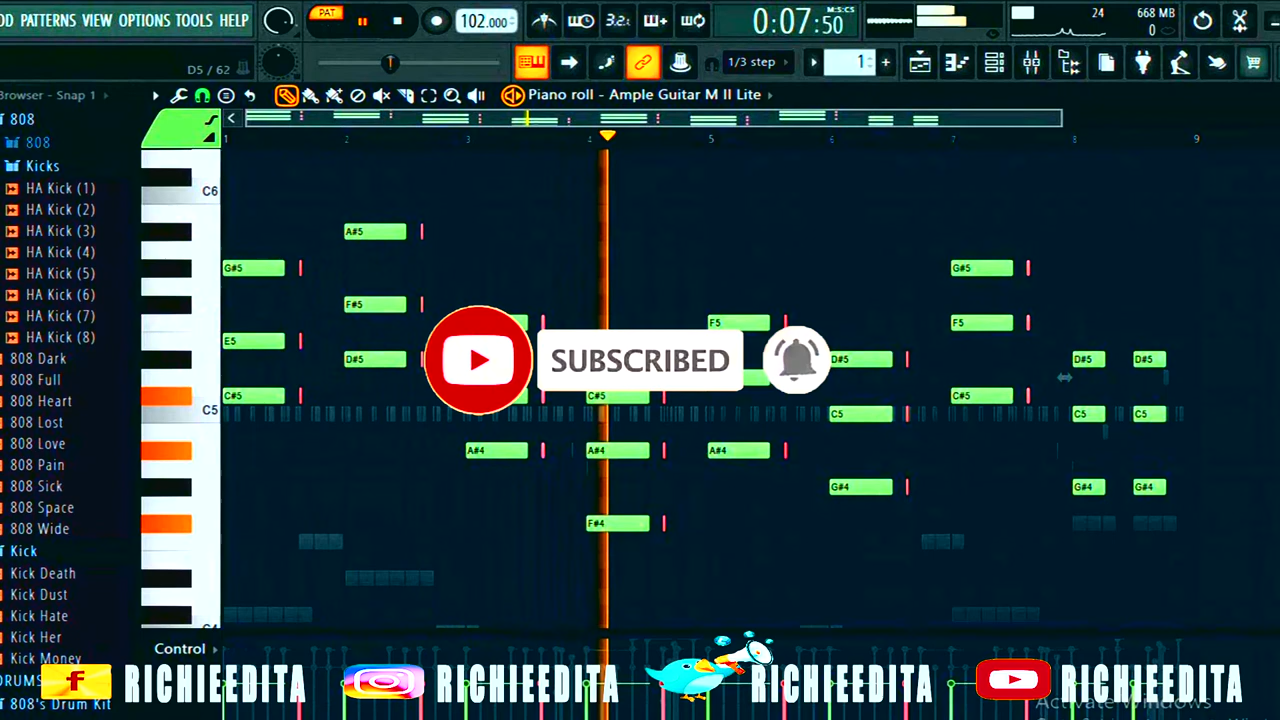 OD PATTERNS VIEW OPTIONS TOOLS HELP
PAT
102.000
3.2:
0:07:50
M:S:CS
24
668 MB
0
D5 / 62
1/3 step
1
Browser - Snap 1
Piano roll - Ample Guitar M II Lite
808
808
Kicks
HA Kick (1)
HA Kick (2)
HA Kick (3)
HA Kick (4)
HA Kick (5)
HA Kick (6)
HA Kick (7)
HA Kick (8)
808 Dark
808 Full
808 Heart
808 Lost
808 Love
808 Pain
808 Sick
808 Space
808 Wide
Kick
Kick Death
Kick Dust
Kick Hate
Kick Her
Kick Money
DRUMS
808's Drum Kit
1 2 3 4 5 6 7 8 9
C6
C5
A#5
G#5 G#5
F#5
F5 F5
E5
D#5 D#5 D#5 D#5
C#5 C#5 C#5
C5 C5 C5
A#4 A#4 A#4
G#4 G#4 G#4
F#4
SUBSCRIBED
Control
f RICHIEEDITA RICHIEEDITA RICHIEEDITA RICHIEEDITA
Activate Windows